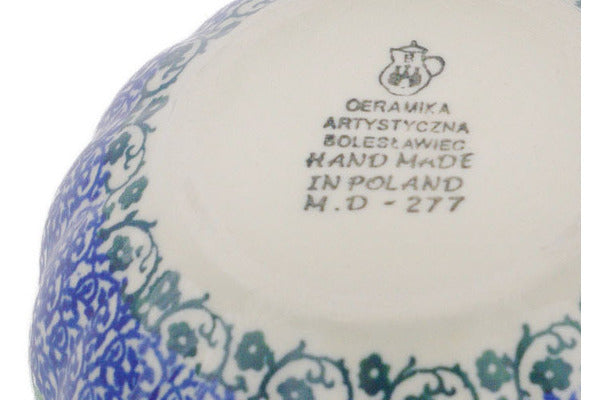 CERAMIKA
ARTYSTYCZNA
BOLESŁAWIEC
HAND MADE
IN POLAND
M.D - 277